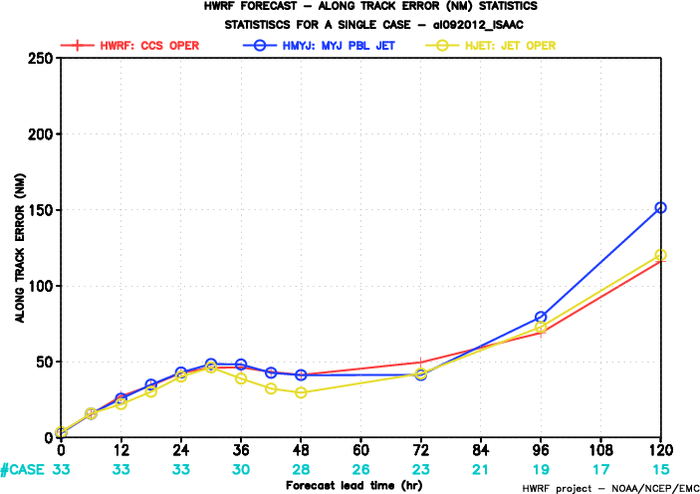 HWRF FORECAST – ALONG TRACK ERROR (NM) STATISTICS
STATISTISCS FOR A SINGLE CASE – al092012_ISAAC
HWRF: CCS OPER HMYJ: MYJ PBL JET HJET: JET OPER
250
200
150
100
50
0
ALONG TRACK ERROR (NM)
0 12 24 36 48 60 72 84 96 108 120
#CASE 33 33 33 30 28 26 23 21 19 17 15
Forecast lead time (hr)
HWRF project – NOAA/NCEP/EMC